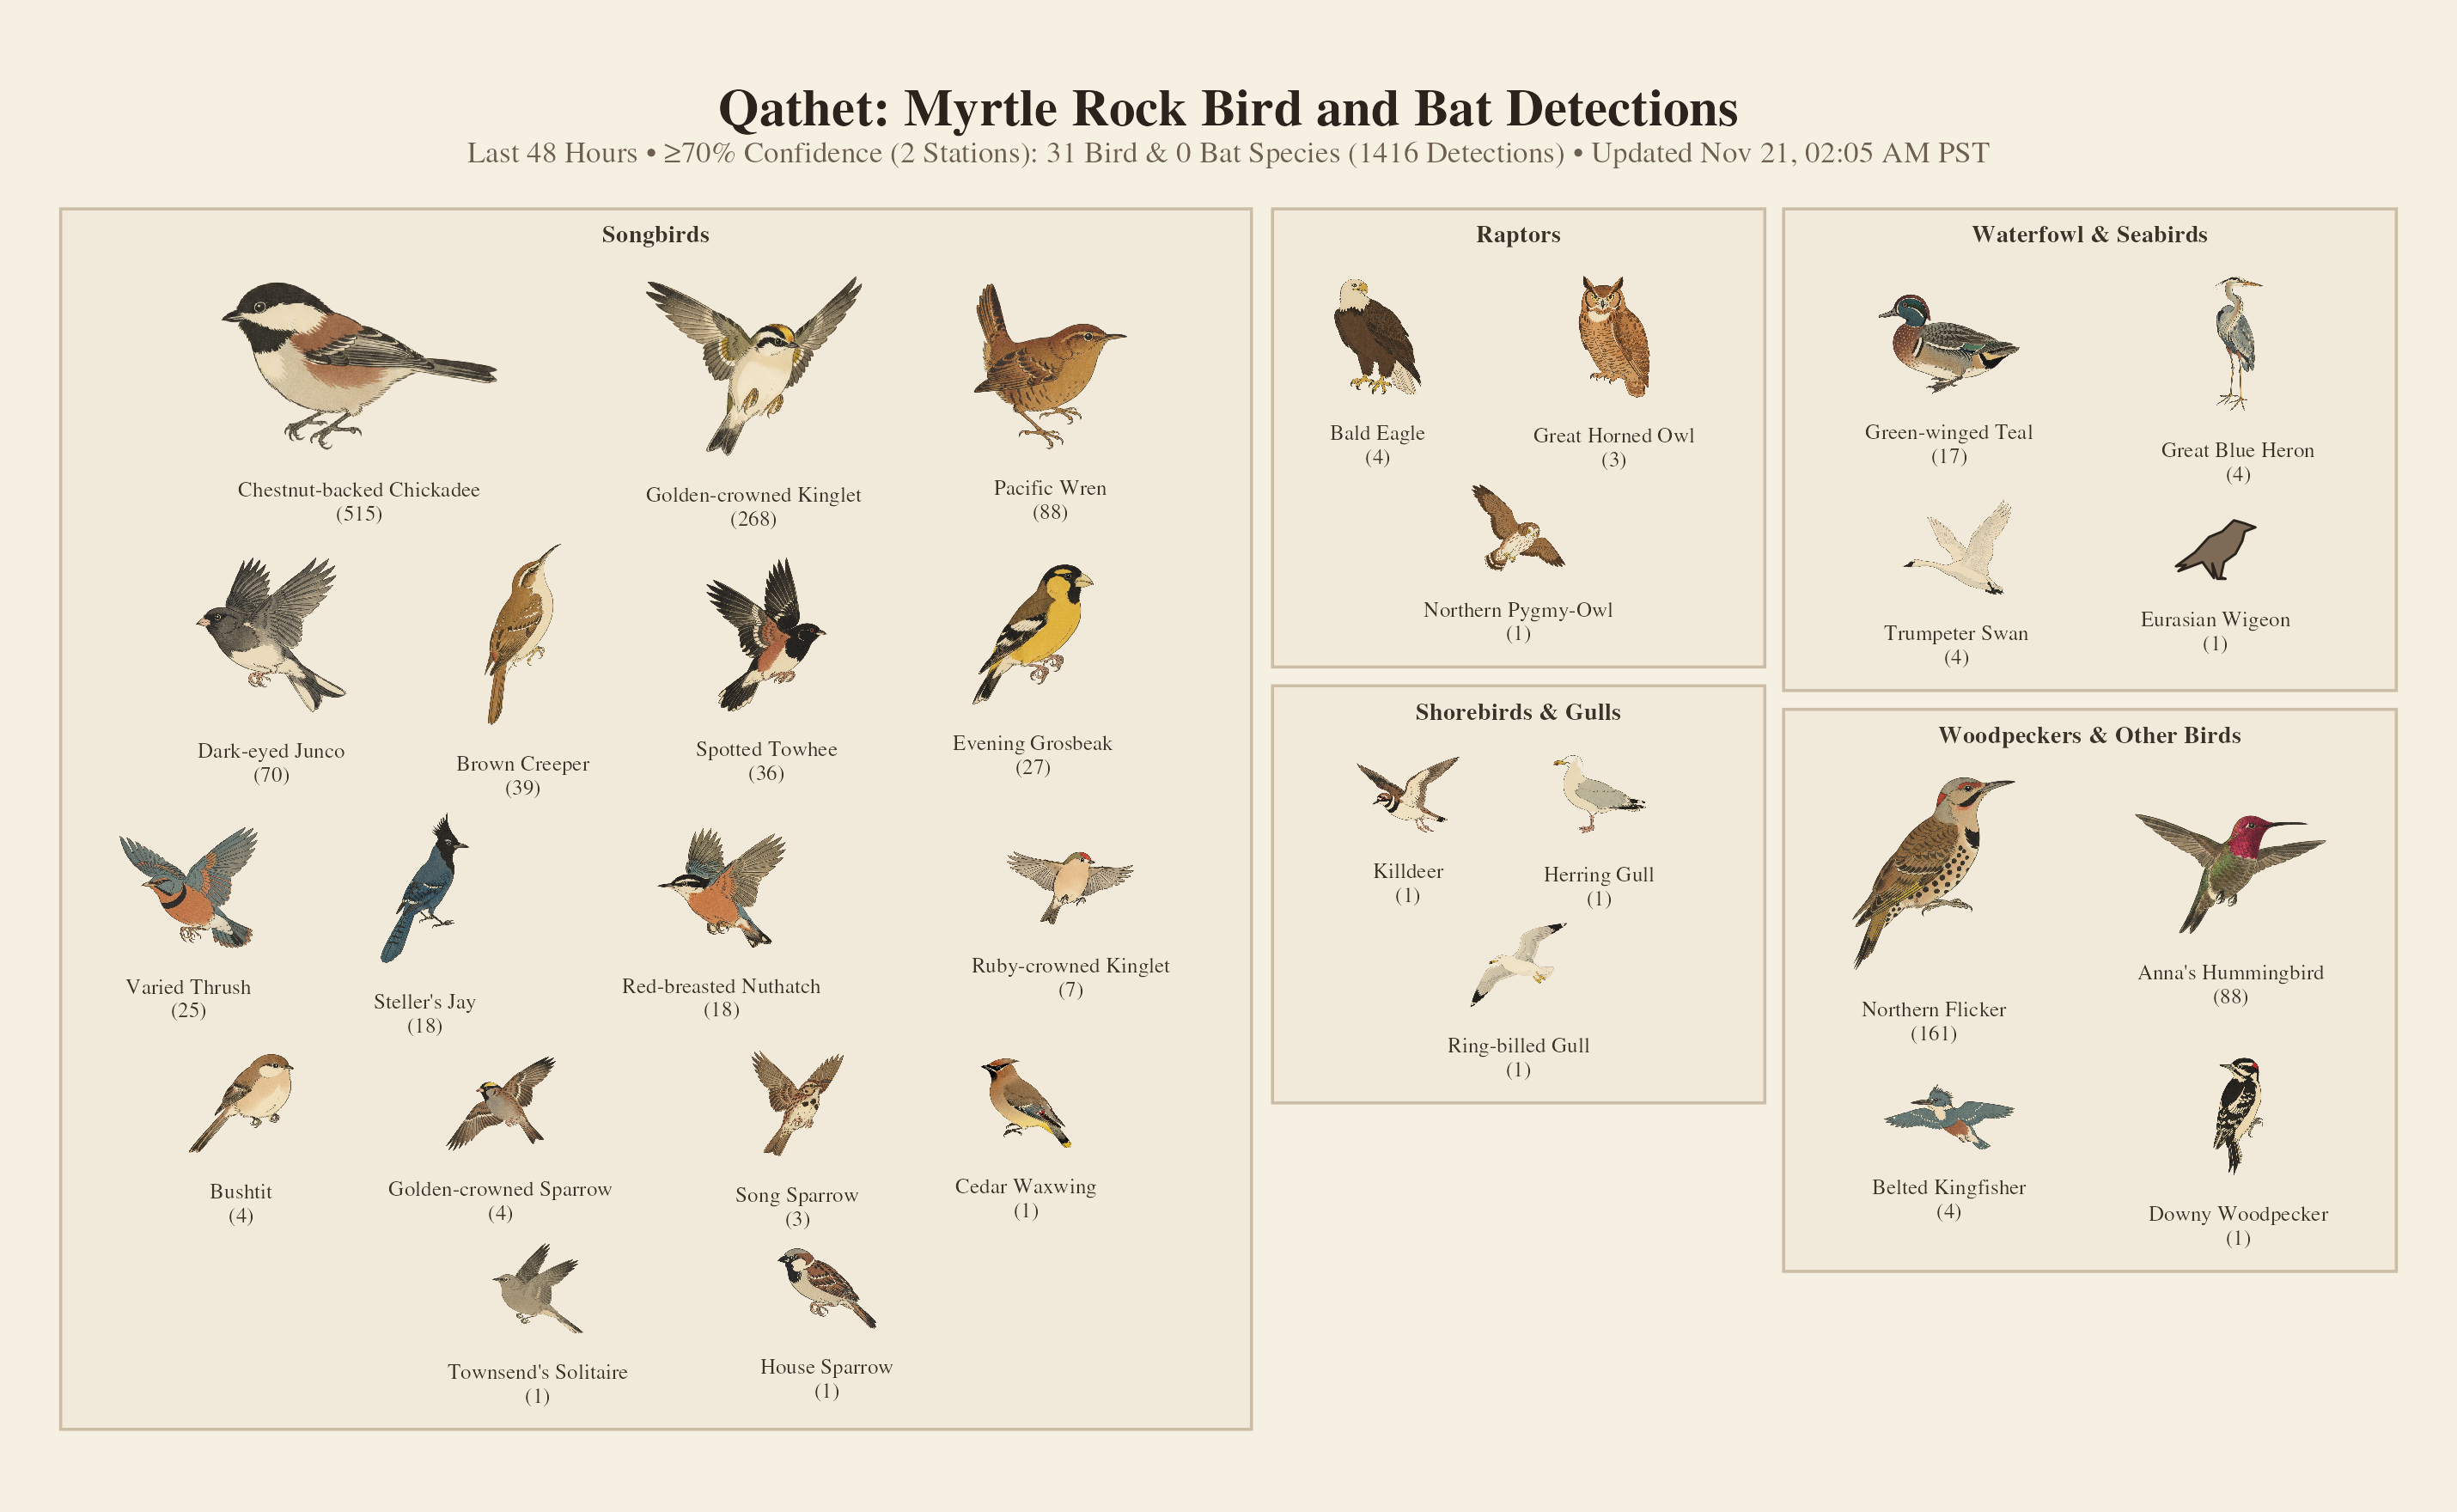 Qathet: Myrtle Rock Bird and Bat Detections
Last 48 Hours • ≥70% Confidence (2 Stations): 31 Bird & 0 Bat Species (1416 Detections) • Updated Nov 21, 02:05 AM PST
Songbirds
Chestnut-backed Chickadee
(515)
Golden-crowned Kinglet
(268)
Pacific Wren
(88)
Dark-eyed Junco
(70)
Brown Creeper
(39)
Spotted Towhee
(36)
Evening Grosbeak
(27)
Varied Thrush
(25)
Steller's Jay
(18)
Red-breasted Nuthatch
(18)
Ruby-crowned Kinglet
(7)
Bushtit
(4)
Golden-crowned Sparrow
(4)
Song Sparrow
(3)
Cedar Waxwing
(1)
Townsend's Solitaire
(1)
House Sparrow
(1)
Raptors
Bald Eagle
(4)
Great Horned Owl
(3)
Northern Pygmy-Owl
(1)
Shorebirds & Gulls
Killdeer
(1)
Herring Gull
(1)
Ring-billed Gull
(1)
Waterfowl & Seabirds
Green-winged Teal
(17)
Great Blue Heron
(4)
Trumpeter Swan
(4)
Eurasian Wigeon
(1)
Woodpeckers & Other Birds
Northern Flicker
(161)
Anna's Hummingbird
(88)
Belted Kingfisher
(4)
Downy Woodpecker
(1)